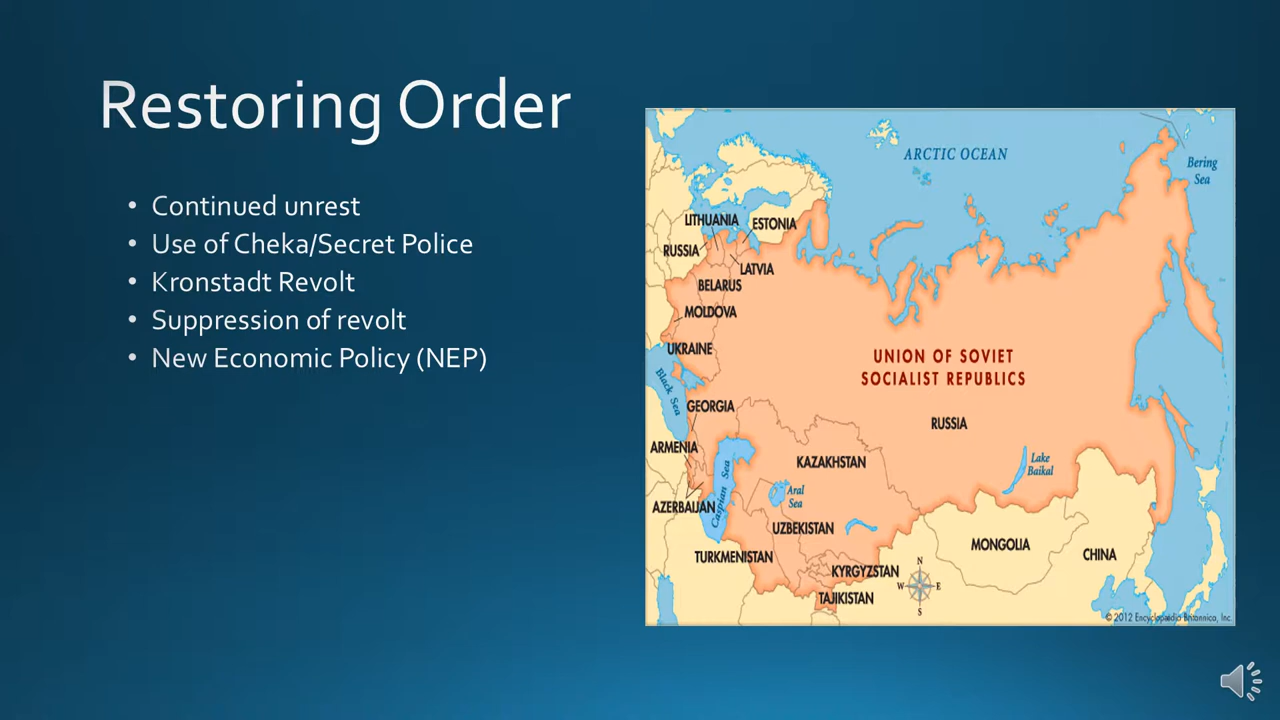 Restoring Order
• Continued unrest
• Use of Cheka/Secret Police
• Kronstadt Revolt
• Suppression of revolt
• New Economic Policy (NEP)
ARCTIC OCEAN
Bering
Sea
LITHUANIA
ESTONIA
RUSSIA
LATVIA
BELARUS
MOLDOVA
UKRAINE
Black Sea
GEORGIA
ARMENIA
AZERBAIJAN
Caspian Sea
TURKMENISTAN
UNION OF SOVIET
SOCIALIST REPUBLICS
RUSSIA
KAZAKHSTAN
Aral
Sea
Lake
Baikal
UZBEKISTAN
KYRGYZSTAN
TAJIKISTAN
MONGOLIA
CHINA
N
W E
S
© 2012 Encyclopædia Britannica, Inc.